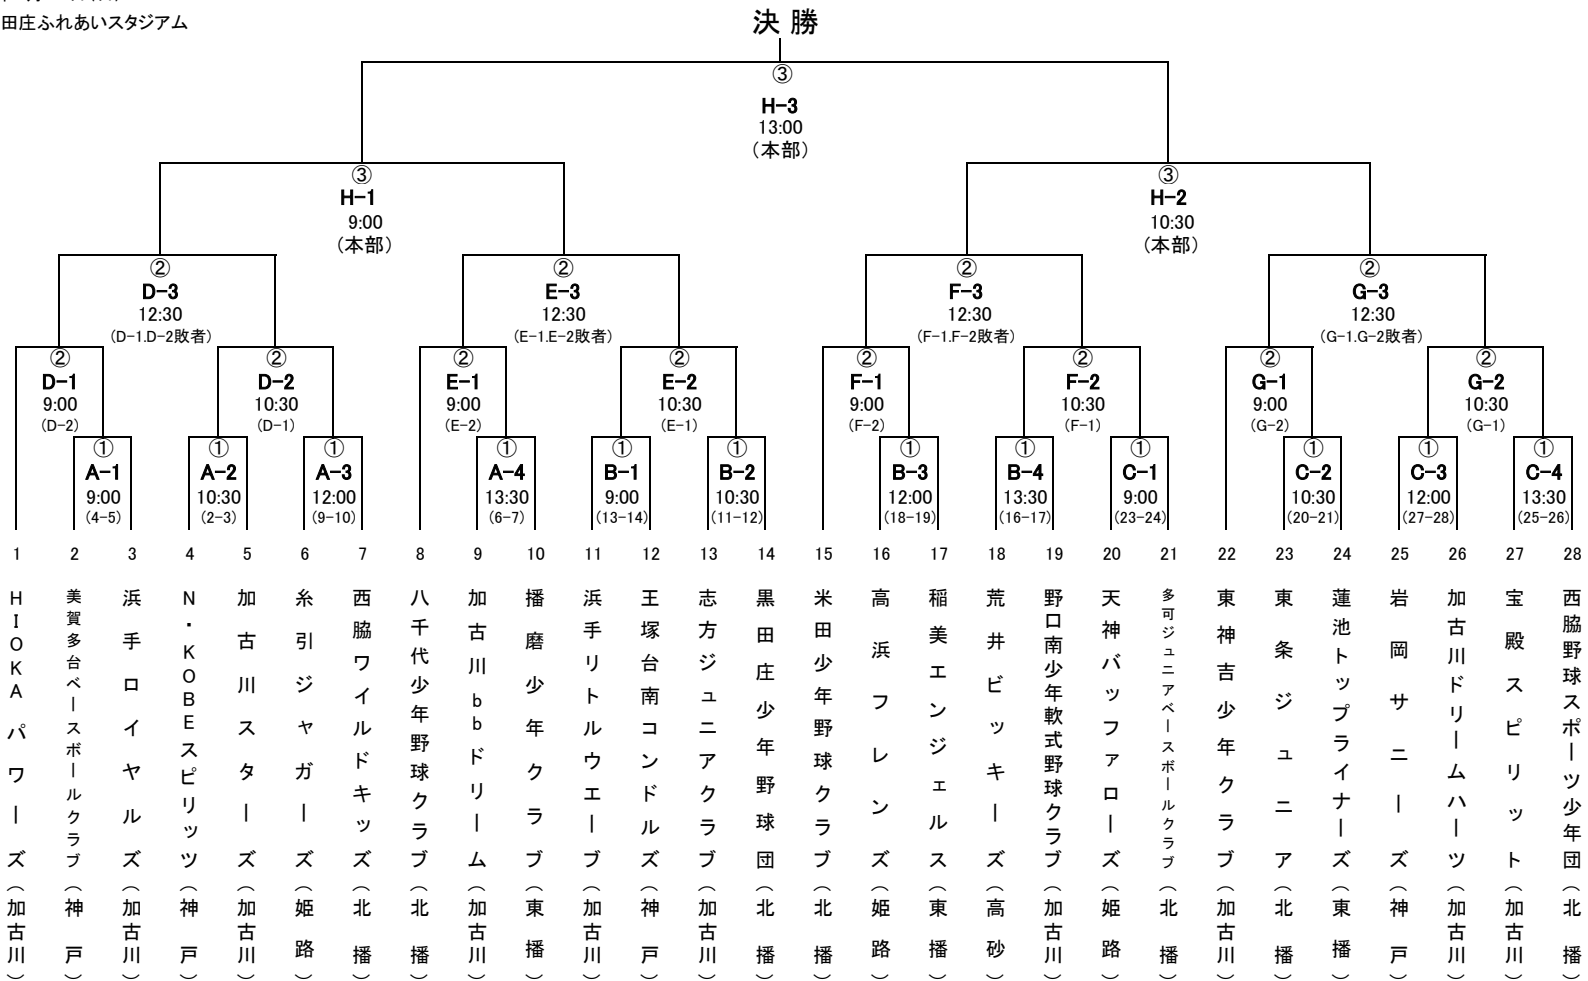 田庄ふれあいスタジアム
決 勝
③
H-3
13:00
(本部)
③ ③
H-1 H-2
9:00 10:30
(本部) (本部)
② ② ② ②
D-3 E-3 F-3 G-3
12:30 12:30 12:30 12:30
(D-1.D-2敗者) (E-1.E-2敗者) (F-1.F-2敗者) (G-1.G-2敗者)
② ② ② ② ② ② ② ②
D-1 D-2 E-1 E-2 F-1 F-2 G-1 G-2
9:00 10:30 9:00 10:30 9:00 10:30 9:00 10:30
(D-2) (D-1) (E-2) (E-1) (F-2) (F-1) (G-2) (G-1)
① ① ① ① ① ① ① ① ① ① ① ①
A-1 A-2 A-3 A-4 B-1 B-2 B-3 B-4 C-1 C-2 C-3 C-4
9:00 10:30 12:00 13:30 9:00 10:30 12:00 13:30 9:00 10:30 12:00 13:30
(4-5) (2-3) (9-10) (6-7) (13-14) (11-12) (18-19) (16-17) (23-24) (20-21) (27-28) (25-26)
1 2 3 4 5 6 7 8 9 10 11 12 13 14 15 16 17 18 19 20 21 22 23 24 25 26 27 28
HIOKAパワーズ(加古川)
美賀多台ベースボールクラブ(神戸)
浜手ロイヤルズ(加古川)
N・KOBEスピリッツ(神戸)
加古川スターズ(加古川)
糸引ジャガーズ(姫路)
西脇ワイルドキッズ(北播)
八千代少年野球クラブ(北播)
加古川bbドリーム(加古川)
播磨少年クラブ(東播)
浜手リトルウエーブ(加古川)
王塚台南コンドルズ(神戸)
志方ジュニアクラブ(加古川)
黒田庄少年野球団(北播)
米田少年野球クラブ(北播)
高浜フレンズ(姫路)
稲美エンジェルス(東播)
荒井ビッキーズ(高砂)
野口南少年軟式野球クラブ(加古川)
天神バッファローズ(姫路)
多可ジュニアベースボールクラブ(北播)
東神吉少年クラブ(加古川)
東条ジュニア(北播)
蓮池トップライナーズ(東播)
岩岡サニーズ(神戸)
加古川ドリームハーツ(加古川)
宝殿スピリット(加古川)
西脇野球スポーツ少年団(北播)